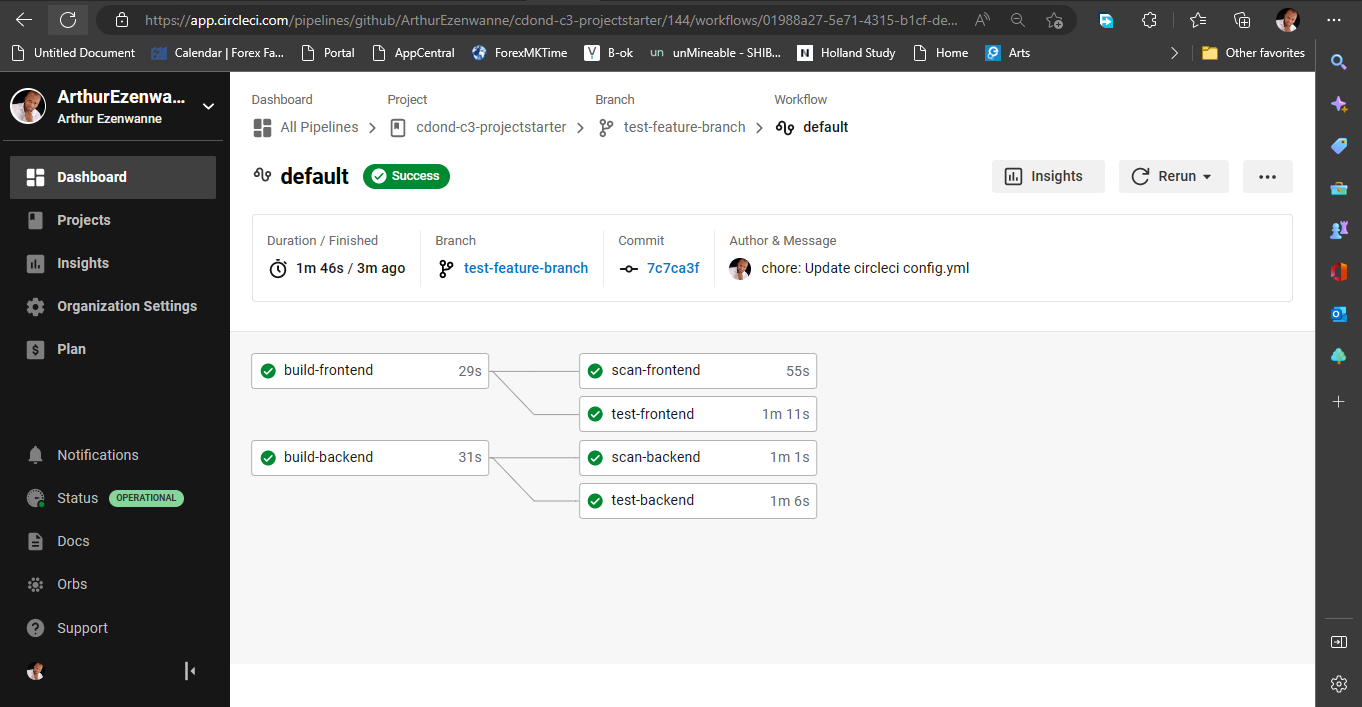 https://app.circleci.com/pipelines/github/ArthurEzenwanne/cdond-c3-projectstarter/144/workflows/01988a27-5e71-4315-b1cf-de...
Untitled Document
Calendar | Forex Fa...
Portal
AppCentral
ForexMKTime
B-ok
unMineable - SHIB...
Holland Study
Home
Arts
Other favorites
ArthurEzenwa...
Arthur Ezenwanne
Dashboard
Projects
Insights
Organization Settings
Plan
Notifications
Status OPERATIONAL
Docs
Orbs
Support
Dashboard Project Branch Workflow
All Pipelines cdond-c3-projectstarter test-feature-branch default
default Success
Insights Rerun
Duration / Finished
1m 46s / 3m ago
Branch
test-feature-branch
Commit
7c7ca3f
Author & Message
chore: Update circleci config.yml
build-frontend 29s
scan-frontend 55s
test-frontend 1m 11s
build-backend 31s
scan-backend 1m 1s
test-backend 1m 6s